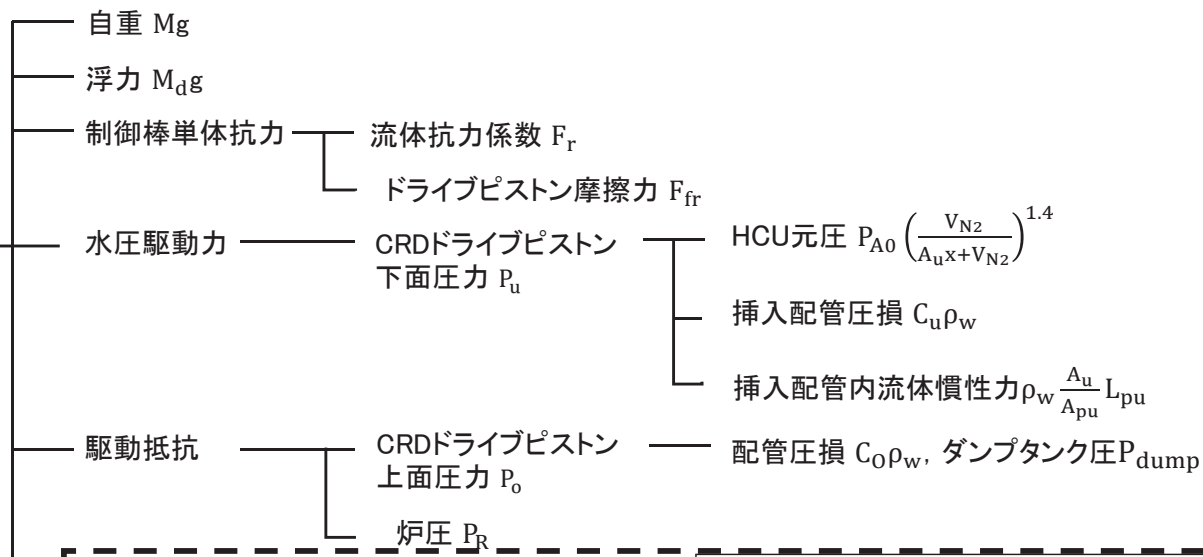 自重 Mg
浮力 M_dg
制御棒単体抗力 流体抗力係数 F_r
ドライブピストン摩擦力 F_fr
水圧駆動力 CRDドライブピストン HCU元圧 P_A0 (V_N2/(A_ux+V_N2))^1.4
下面圧力 P_u
挿入配管圧損 C_uρ_w
挿入配管内流体慣性力ρ_w A_u/A_pu L_pu
駆動抵抗 CRDドライブピストン 配管圧損 C_Oρ_w, ダンプタンク圧P_dump
上面圧力 P_o
炉圧 P_R